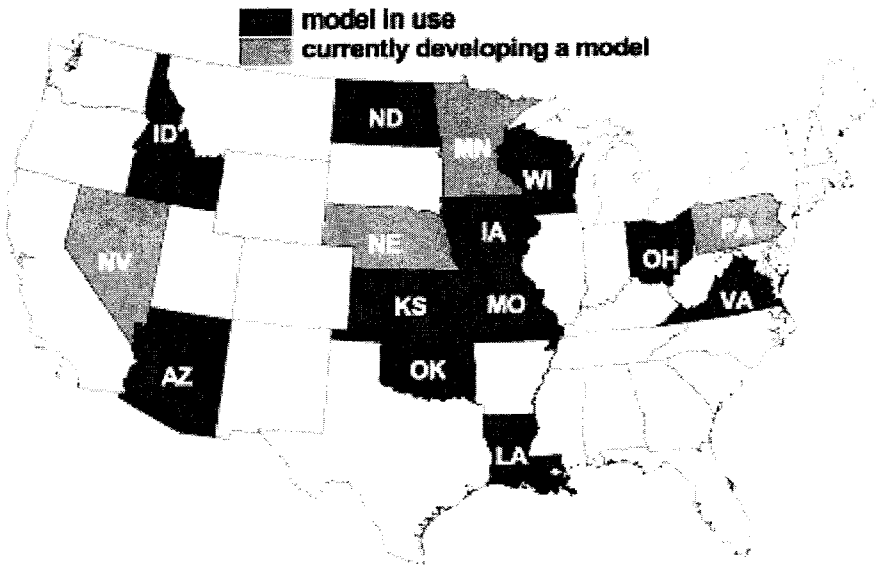 model in use
currently developing a model
ND
ID*
MN
WI
IA
NE
PA
NV
OH
KS
MO
VA
OK
AZ
LA